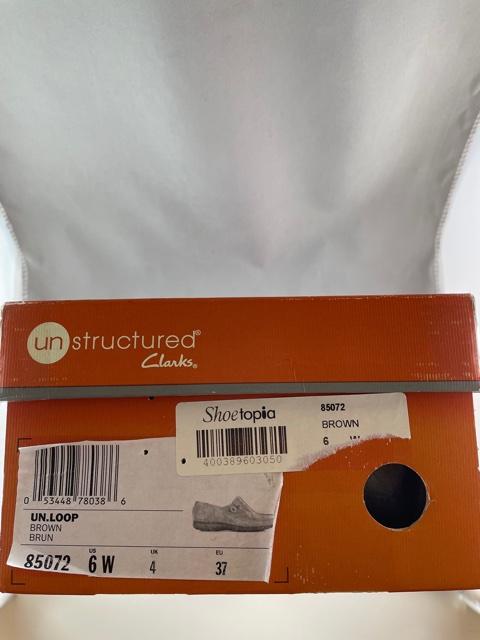 unstructured®
Clarks®
Shoetopia
85072
BROWN
6
400389603050
0 53448 78038 6
UN.LOOP
BROWN
BRUN
US UK EU
85072 6 W 4 37